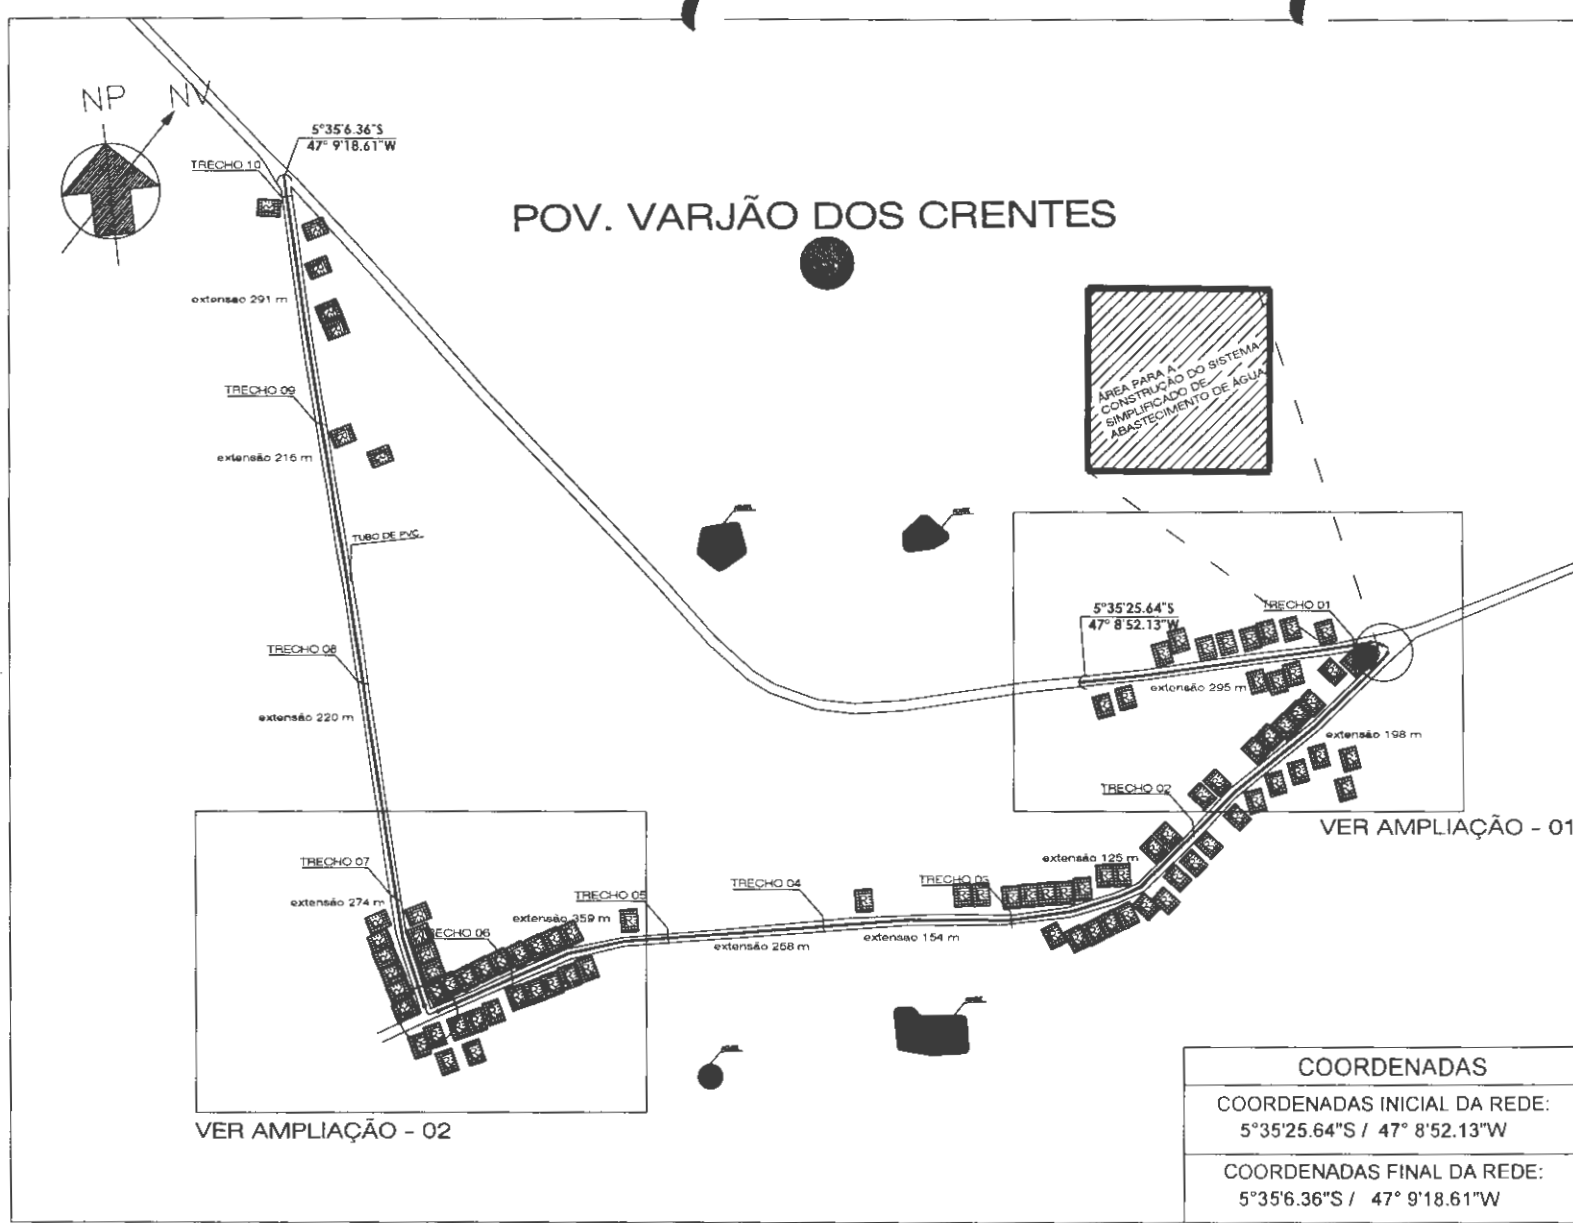 NP NV
5°35'6.36"S
47° 9'18.61"W
TRECHO 10
POV. VARJÃO DOS CRENTES
extensão 291 m
ÁREA PARA A
CONSTRUÇÃO DO SISTEMA
SIMPLIFICADO DE
ABASTECIMENTO DE ÁGUA
TRECHO 09
extensão 216 m
TUBO DE PVC
5°35'25.64"S
47° 8'52.13"W
TRECHO 01
TRECHO 08
extensão 295 m
extensão 220 m
extensão 198 m
TRECHO 02
VER AMPLIAÇÃO - 01
TRECHO 07
extensão 125 m
TRECHO 05
TRECHO 04
TRECHO 03
extensão 274 m
extensão 359 m
TRECHO 06
extensão 268 m
extensão 154 m
VER AMPLIAÇÃO - 02
COORDENADAS
COORDENADAS INICIAL DA REDE:
5°35'25.64"S / 47° 8'52.13"W
COORDENADAS FINAL DA REDE:
5°35'6.36"S / 47° 9'18.61"W